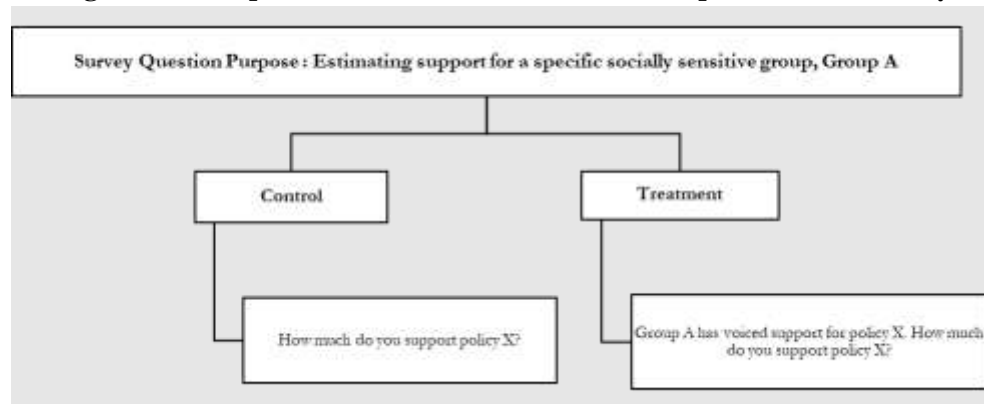 Survey Question Purpose : Estimating support for a specific socially sensitive group, Group A
Control
Treatment
How much do you support policy X?
Group A has voiced support for policy X. How much
do you support policy X?